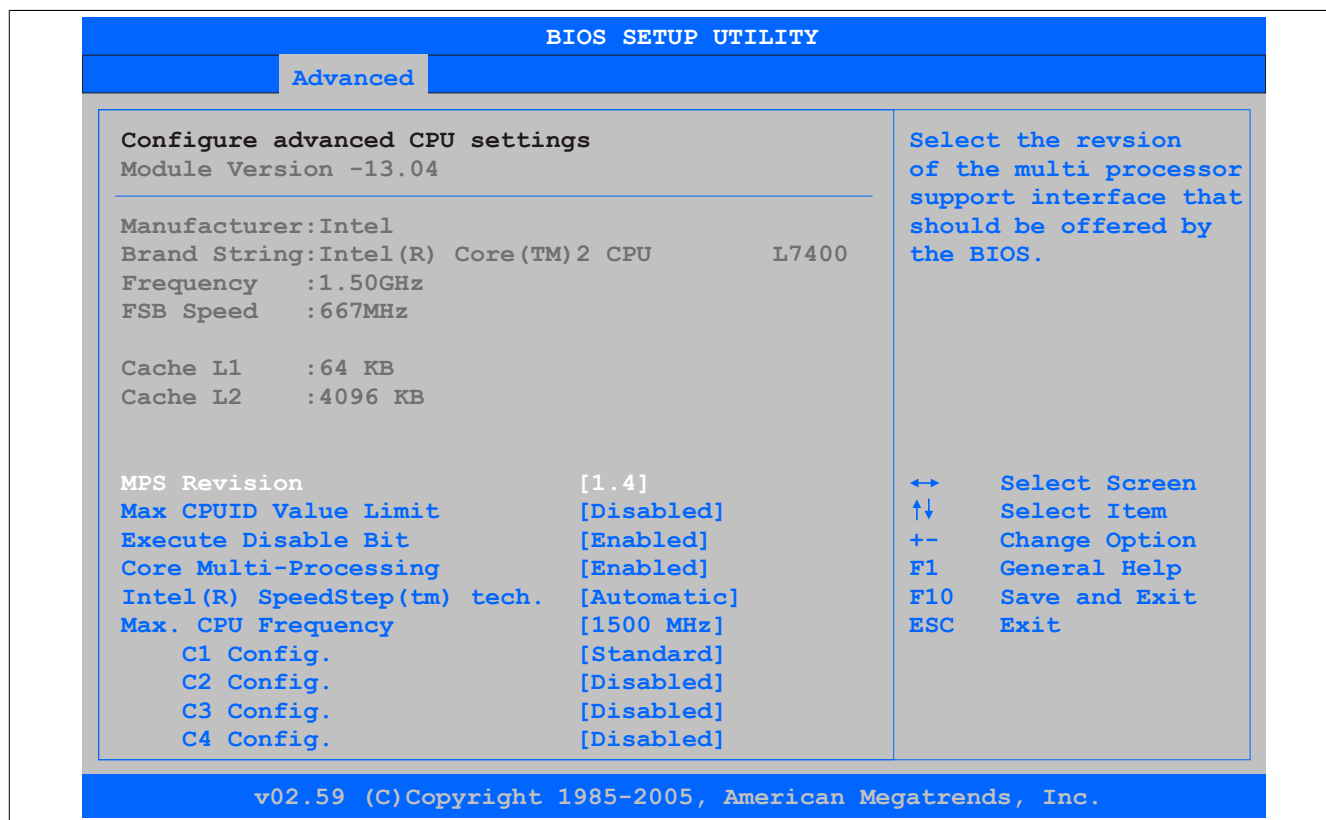 BIOS SETUP UTILITY
Advanced
Configure advanced CPU settings
Module Version -13.04
Manufacturer:Intel
Brand String:Intel(R) Core(TM)2 CPU L7400
Frequency :1.50GHz
FSB Speed :667MHz
Cache L1 :64 KB
Cache L2 :4096 KB
MPS Revision [1.4]
Max CPUID Value Limit [Disabled]
Execute Disable Bit [Enabled]
Core Multi-Processing [Enabled]
Intel(R) SpeedStep(tm) tech. [Automatic]
Max. CPU Frequency [1500 MHz]
C1 Config. [Standard]
C2 Config. [Disabled]
C3 Config. [Disabled]
C4 Config. [Disabled]
Select the revsion
of the multi processor
support interface that
should be offered by
the BIOS.
↔ Select Screen
↑↓ Select Item
+- Change Option
F1 General Help
F10 Save and Exit
ESC Exit
v02.59 (C)Copyright 1985-2005, American Megatrends, Inc.